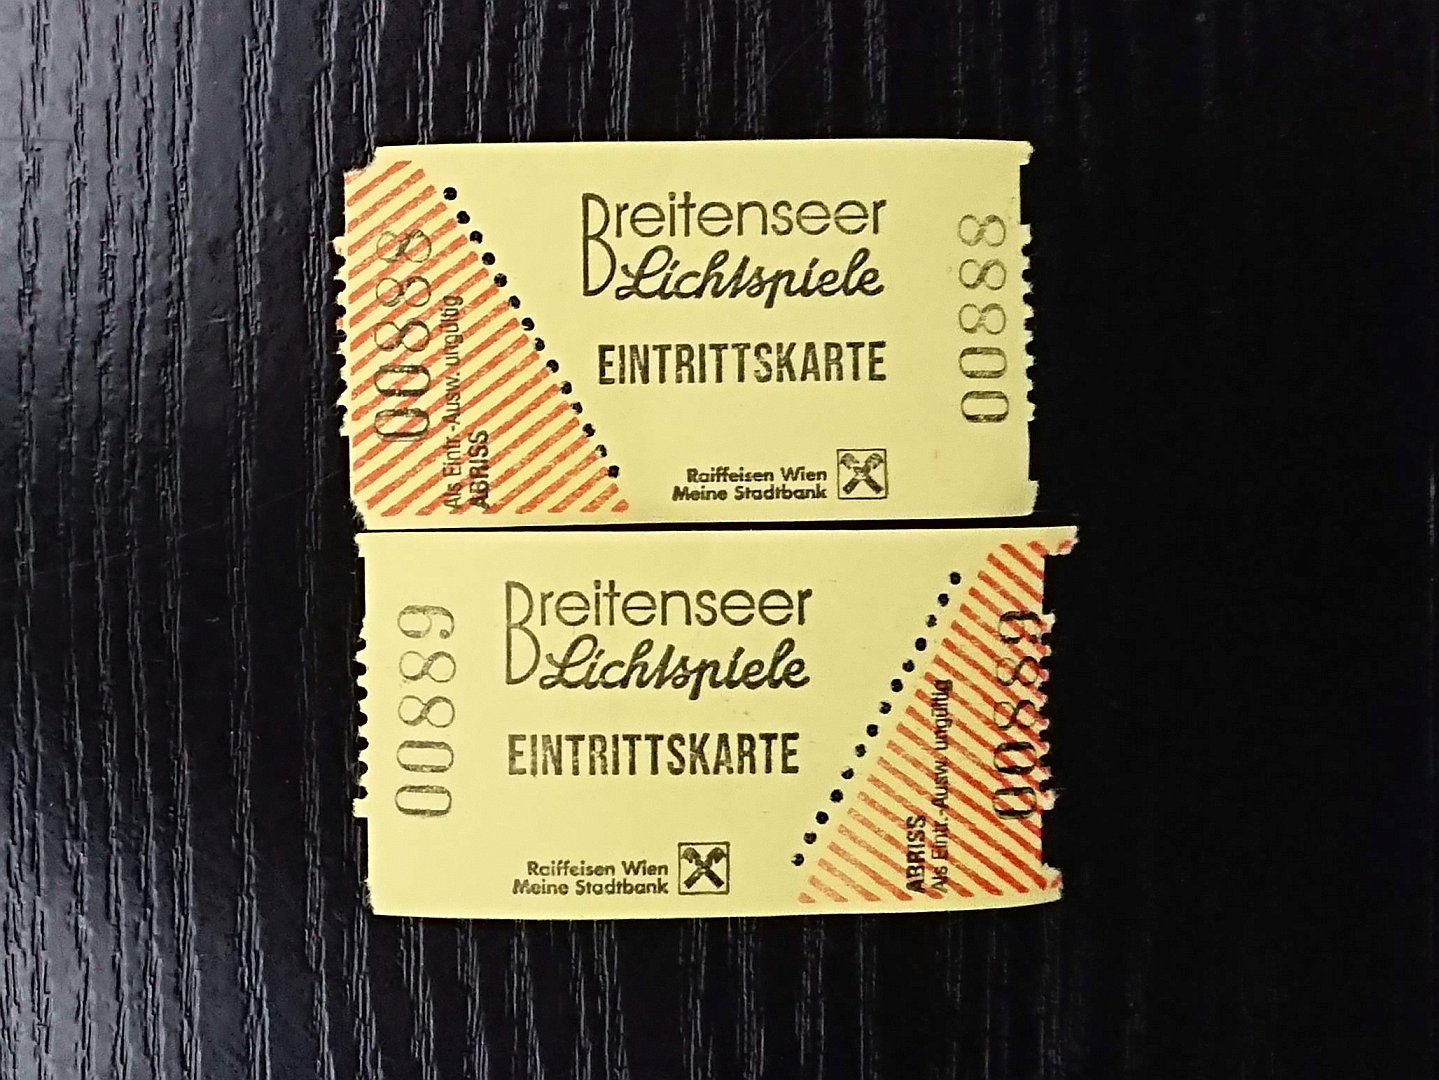 Breitenseer
Lichtspiele
EINTRITTSKARTE
Raiffeisen Wien
Meine Stadtbank
00888
00888
Als Eintr.-Ausw. ungültig
ABRISS
Breitenseer
Lichtspiele
EINTRITTSKARTE
Raiffeisen Wien
Meine Stadtbank
00889
00889
ABRISS
Als Eintr.-Ausw. ungültig